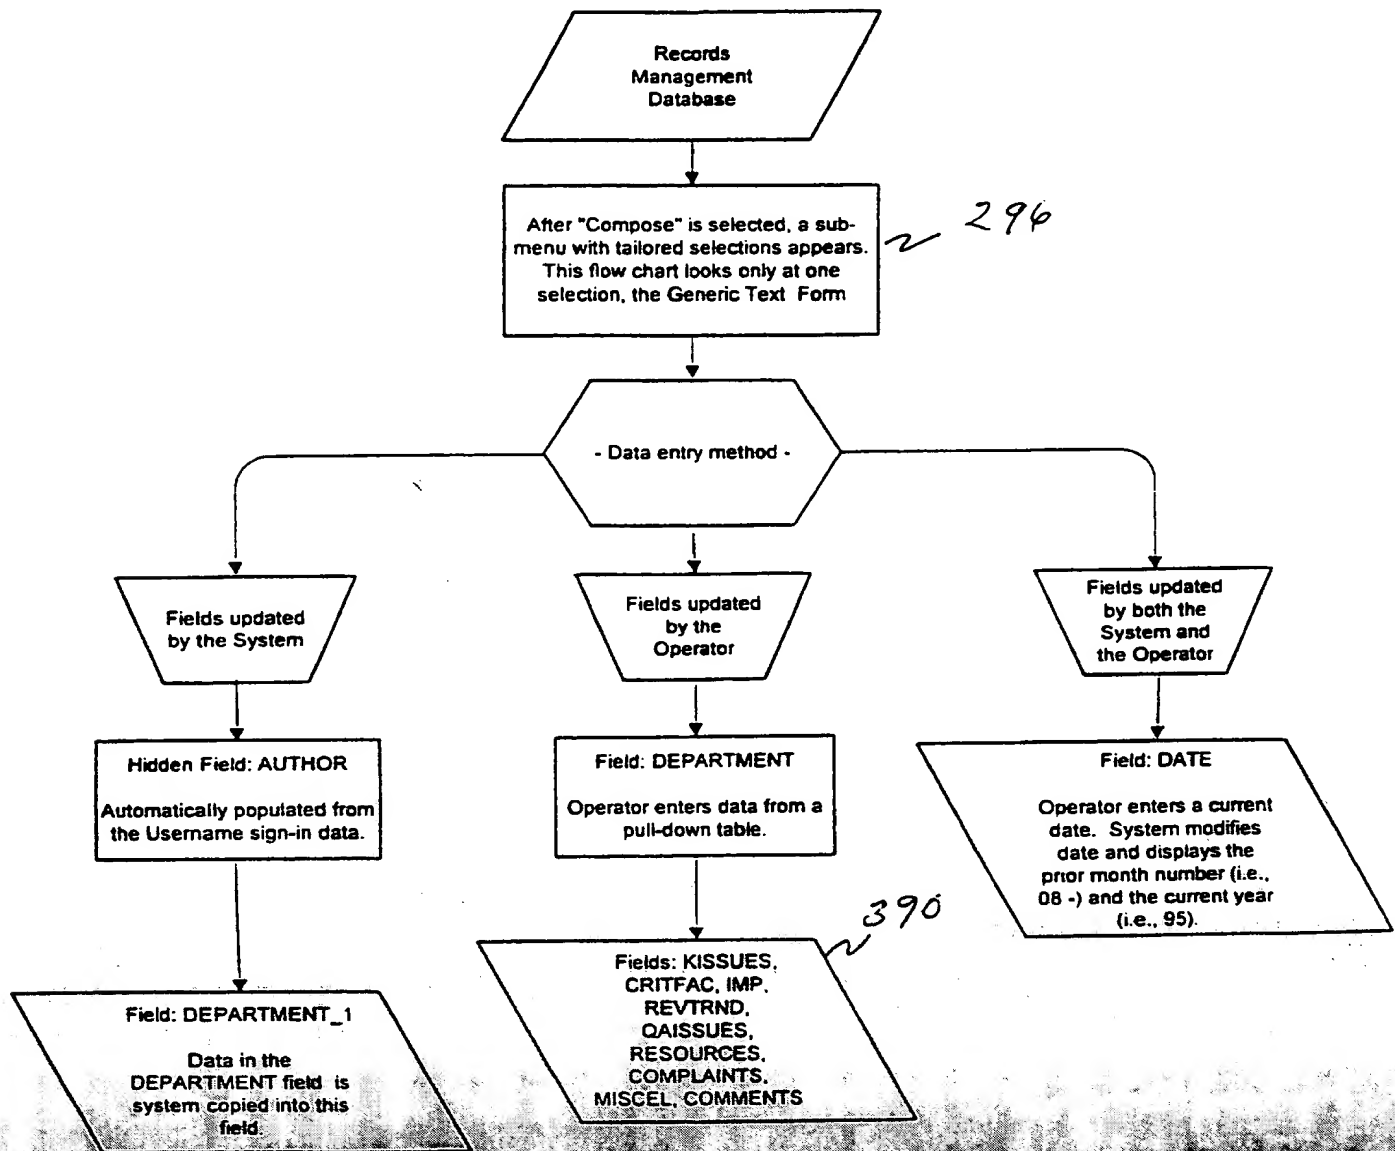 Records
Management
Database
After "Compose" is selected, a sub-
menu with tailored selections appears.
This flow chart looks only at one
selection, the Generic Text Form
296
- Data entry method -
Fields updated
by the System
Fields updated
by the
Operator
Fields updated
by both the
System and
the Operator
Hidden Field: AUTHOR
Automatically populated from
the Username sign-in data.
Field: DEPARTMENT
Operator enters data from a
pull-down table.
Field: DATE
Operator enters a current
date. System modifies
date and displays the
prior month number (i.e.,
08 -) and the current year
(i.e., 95).
390
Field: DEPARTMENT_1
Data in the
DEPARTMENT field is
system copied into this
field.
Fields: KISSUES,
CRITFAC, IMP,
REVTRND,
QAISSUES,
RESOURCES,
COMPLAINTS,
MISCEL, COMMENTS